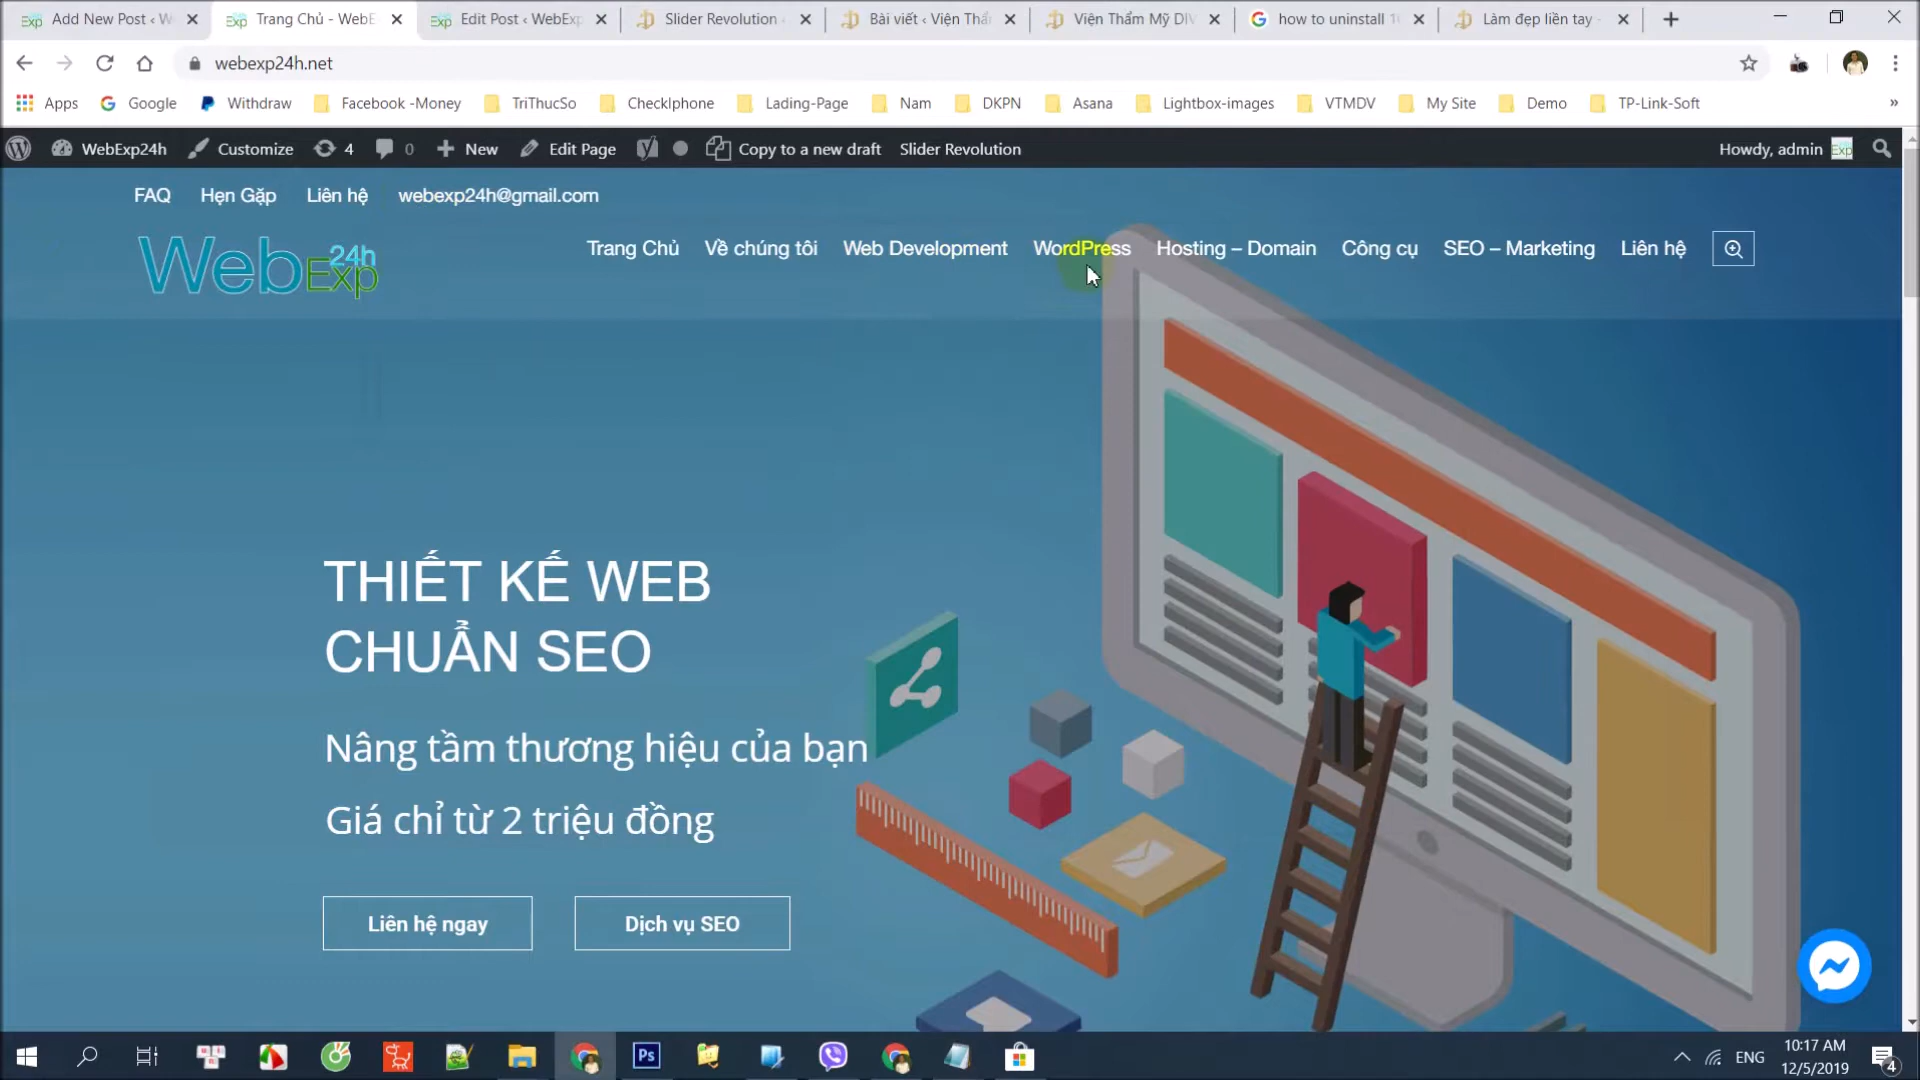 Add New Post ‹ W
Trang Chủ - WebE
Edit Post ‹ WebExp
Slider Revolution ‹
Bài viết ‹ Viện Thẩ
Viện Thẩm Mỹ DIV
how to uninstall 1
Làm đẹp liền tay -
webexp24h.net
Apps
Google
Withdraw
Facebook -Money
TriThucSo
CheckIphone
Lading-Page
Nam
DKPN
Asana
Lightbox-images
VTMDV
My Site
Demo
TP-Link-Soft
»
WebExp24h
Customize
4
0
New
Edit Page
Copy to a new draft
Slider Revolution
Howdy, admin
FAQ
Hẹn Gặp
Liên hệ
webexp24h@gmail.com
Web 24h Exp
Trang Chủ
Về chúng tôi
Web Development
WordPress
Hosting – Domain
Công cụ
SEO – Marketing
Liên hệ
THIẾT KẾ WEB
CHUẨN SEO
Nâng tầm thương hiệu của bạn
Giá chỉ từ 2 triệu đồng
Liên hệ ngay
Dịch vụ SEO
Ps
ENG
10:17 AM
12/5/2019
4